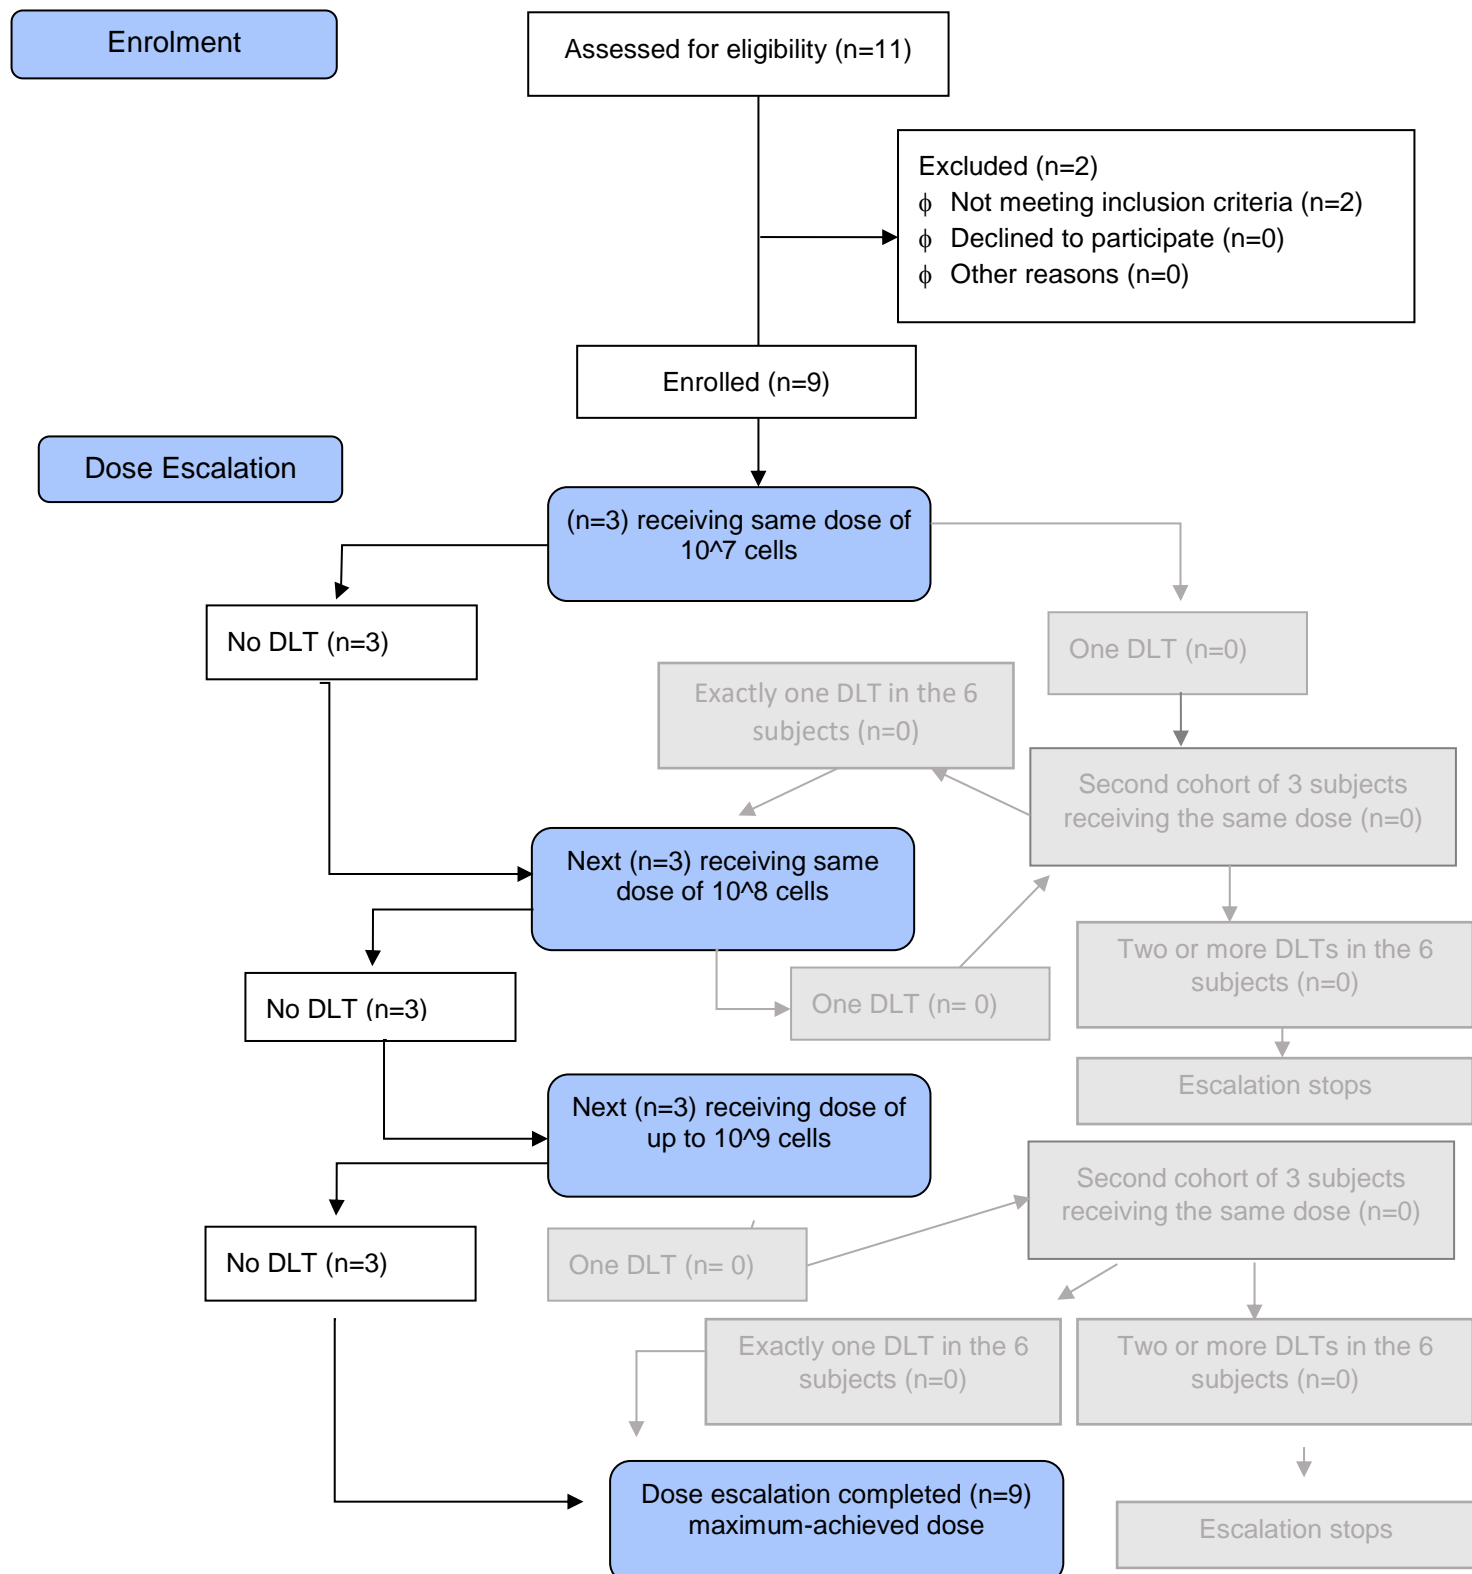 Enrolment
Assessed for eligibility (n=11)
Excluded (n=2)
ϕ Not meeting inclusion criteria (n=2)
ϕ Declined to participate (n=0)
ϕ Other reasons (n=0)
Enrolled (n=9)
Dose Escalation
(n=3) receiving same dose of
10^7 cells
No DLT (n=3)
One DLT (n=0)
Exactly one DLT in the 6
subjects (n=0)
Second cohort of 3 subjects
receiving the same dose (n=0)
Next (n=3) receiving same
dose of 10^8 cells
Two or more DLTs in the 6
subjects (n=0)
No DLT (n=3)
One DLT (n= 0)
Escalation stops
Next (n=3) receiving dose of
up to 10^9 cells
Second cohort of 3 subjects
receiving the same dose (n=0)
No DLT (n=3)
One DLT (n= 0)
Exactly one DLT in the 6
subjects (n=0)
Two or more DLTs in the 6
subjects (n=0)
Dose escalation completed (n=9)
maximum-achieved dose
Escalation stops